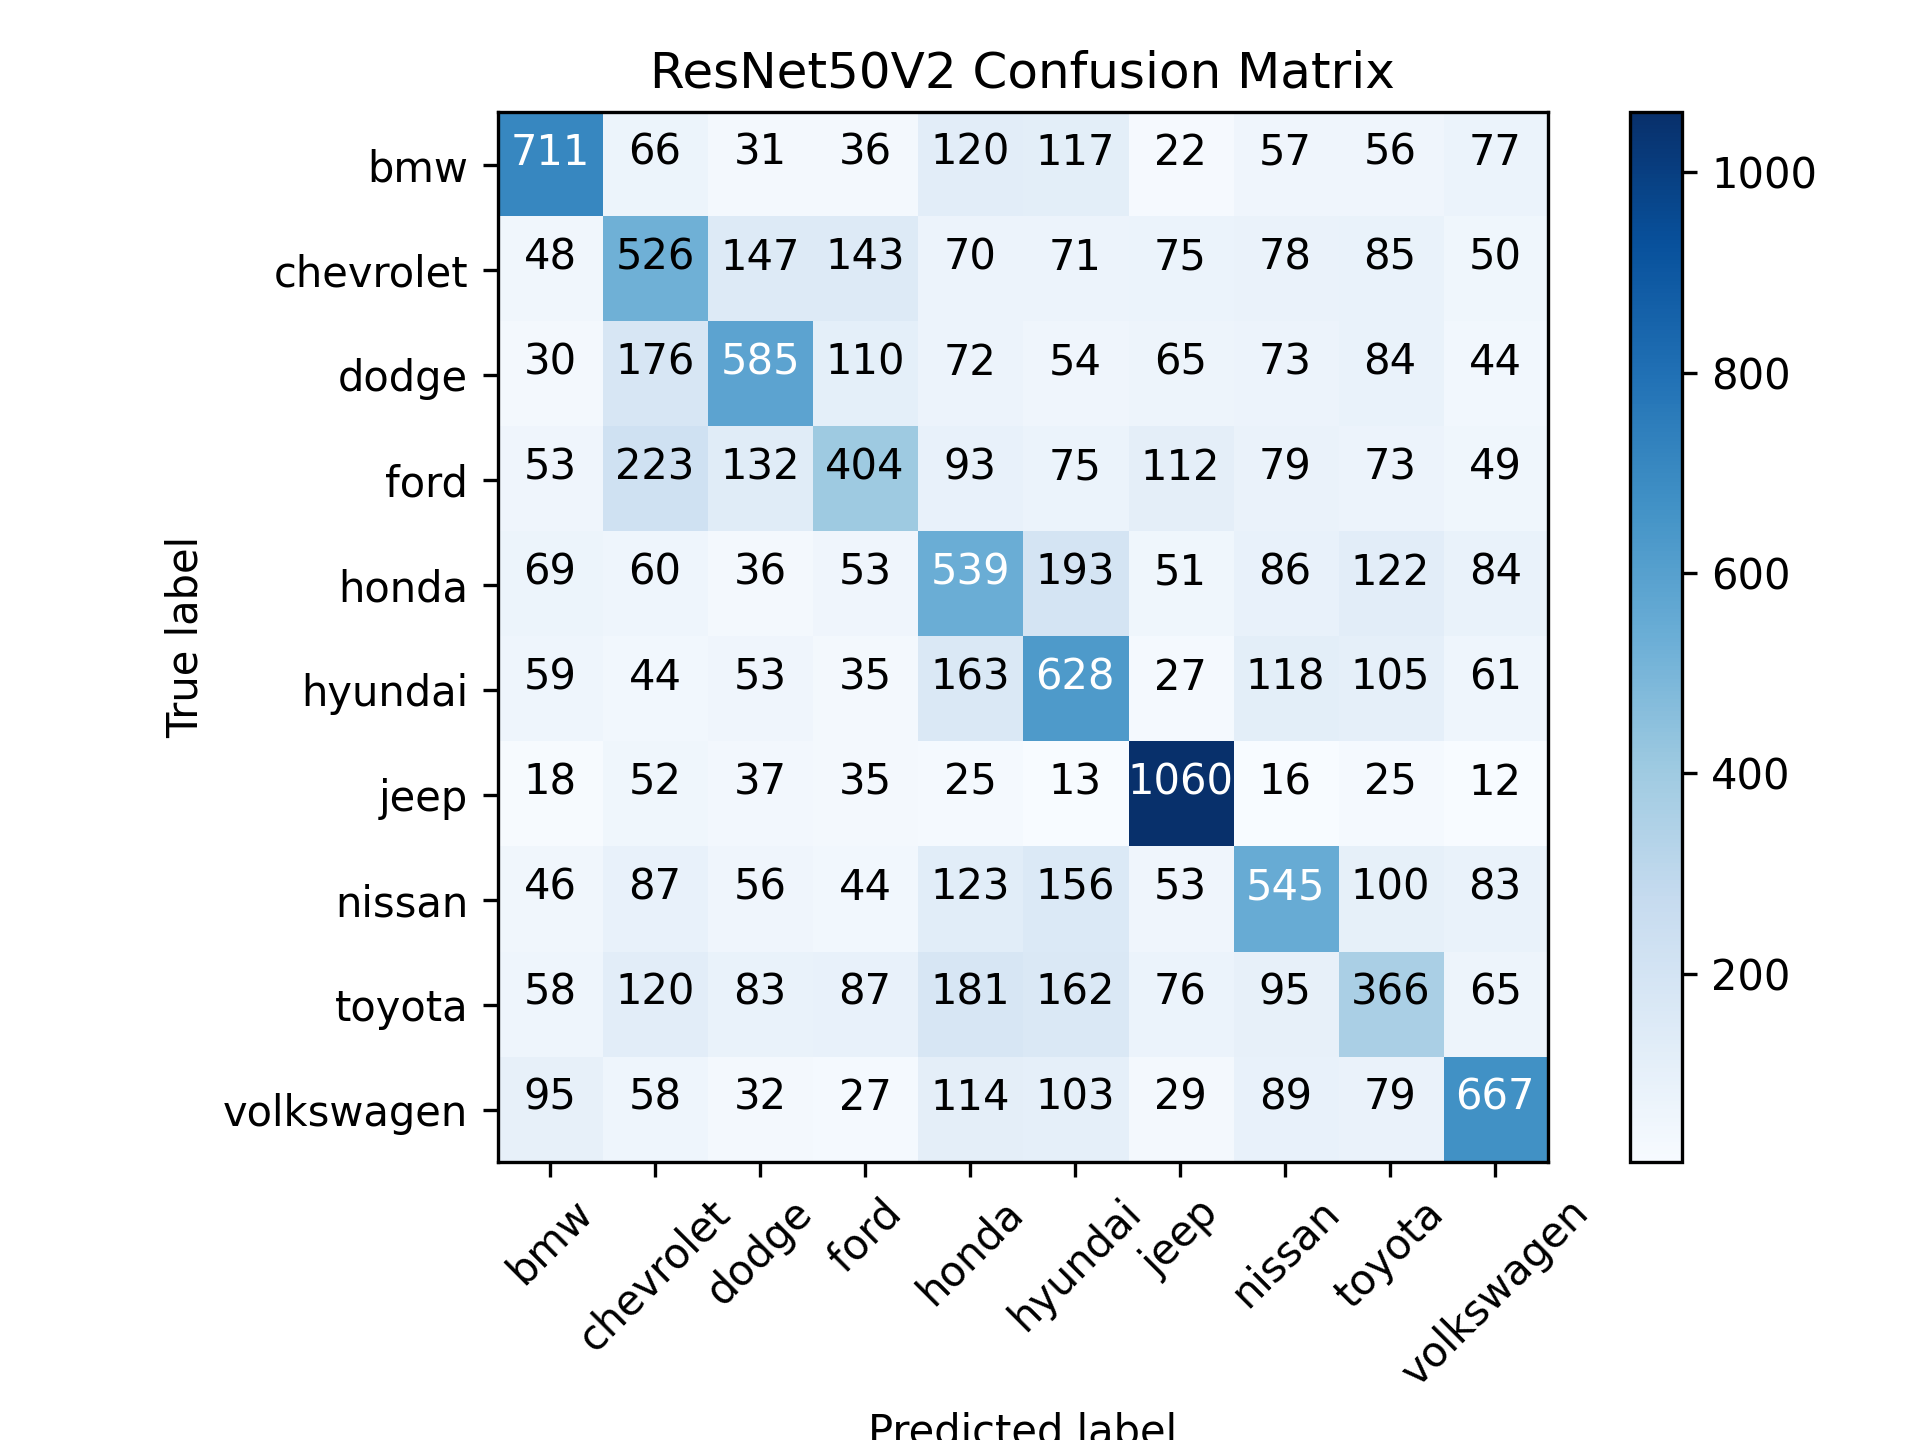 ResNet50V2 Confusion Matrix
bmw 711 66 31 36 120 117 22 57 56 77
chevrolet 48 526 147 143 70 71 75 78 85 50
dodge 30 176 585 110 72 54 65 73 84 44
ford 53 223 132 404 93 75 112 79 73 49
honda 69 60 36 53 539 193 51 86 122 84
hyundai 59 44 53 35 163 628 27 118 105 61
jeep 18 52 37 35 25 13 1060 16 25 12
nissan 46 87 56 44 123 156 53 545 100 83
toyota 58 120 83 87 181 162 76 95 366 65
volkswagen 95 58 32 27 114 103 29 89 79 667
bmw chevrolet dodge ford honda hyundai jeep nissan toyota volkswagen
True label
Predicted label
1000
800
600
400
200